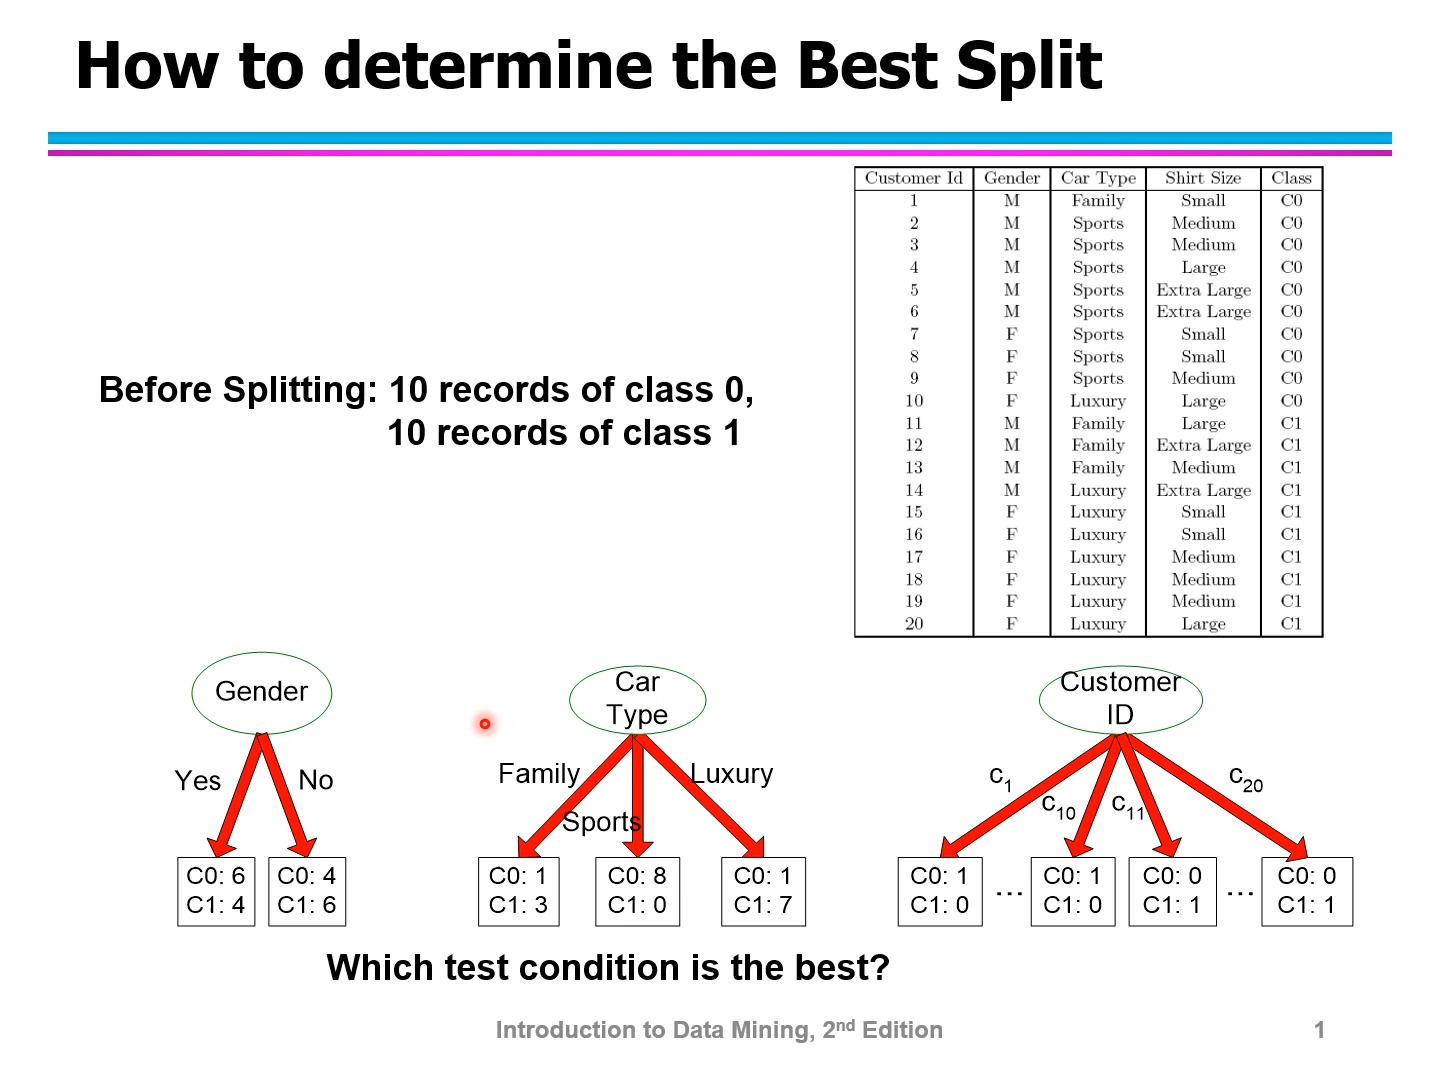 How to determine the Best Split
Customer Id Gender Car Type Shirt Size Class
1 M Family Small C0
2 M Sports Medium C0
3 M Sports Medium C0
4 M Sports Large C0
5 M Sports Extra Large C0
6 M Sports Extra Large C0
7 F Sports Small C0
8 F Sports Small C0
9 F Sports Medium C0
10 F Luxury Large C0
11 M Family Large C1
12 M Family Extra Large C1
13 M Family Medium C1
14 M Luxury Extra Large C1
15 F Luxury Small C1
16 F Luxury Small C1
17 F Luxury Medium C1
18 F Luxury Medium C1
19 F Luxury Medium C1
20 F Luxury Large C1
Before Splitting: 10 records of class 0,
10 records of class 1
Gender
Yes No
C0: 6 C0: 4
C1: 4 C1: 6
Car
Type
Family Luxury
Sports
C0: 1 C0: 8 C0: 1
C1: 3 C1: 0 C1: 7
Customer
ID
c1 c10 c11 c20
C0: 1 ... C0: 1 C0: 0 ... C0: 0
C1: 0 C1: 0 C1: 1 C1: 1
Which test condition is the best?
Introduction to Data Mining, 2nd Edition 1